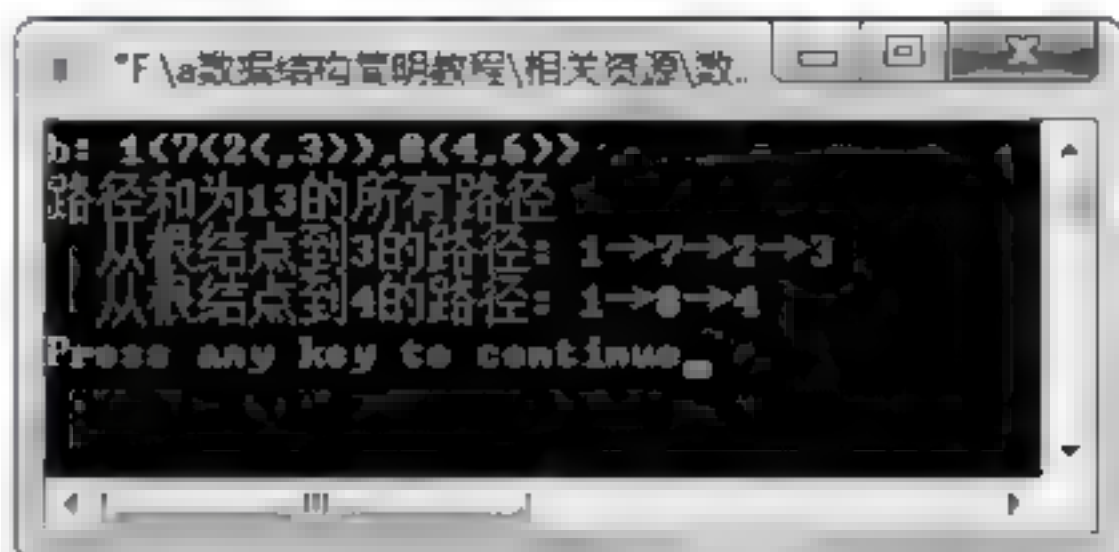 "F \a数据结构简明教程\相关资源\数..
b: 1(7(2(,3)),8(4,6))
路径和为13的所有路径
从根结点到3的路径: 1→7→2→3
从根结点到4的路径: 1→8→4
Press any key to continue_